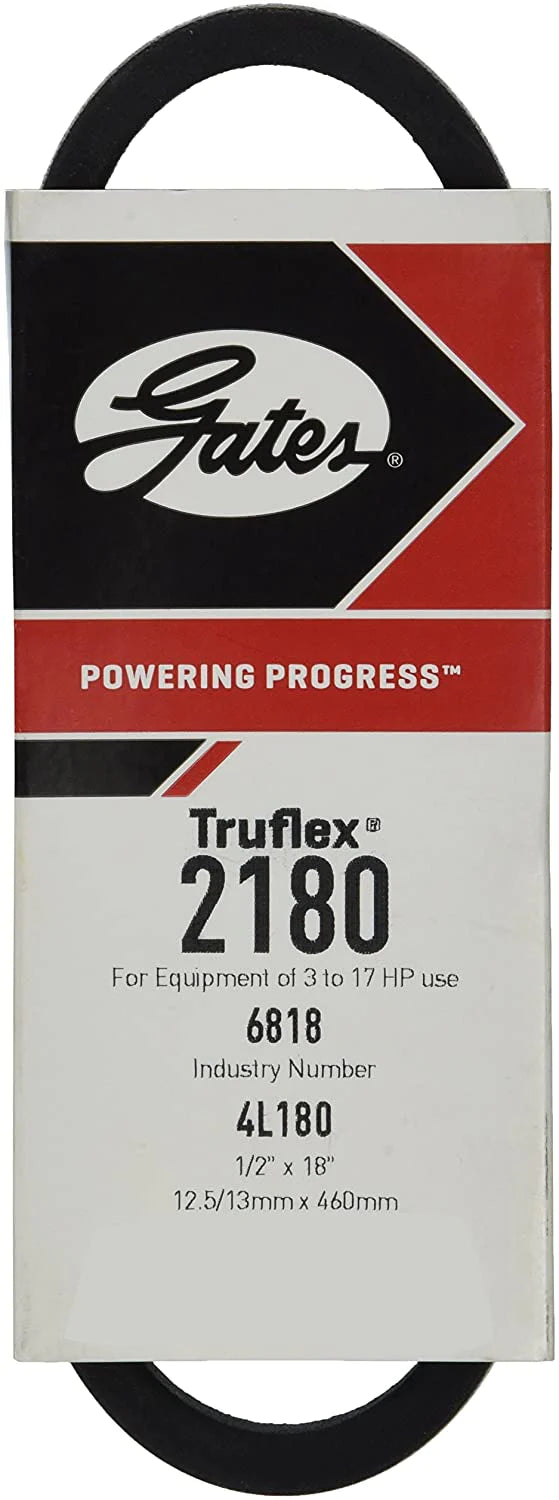 Gates®
POWERING PROGRESS™
Truflex®
2180
For Equipment of 3 to 17 HP use
6818
Industry Number
4L180
1/2" x 18"
12.5/13mm x 460mm